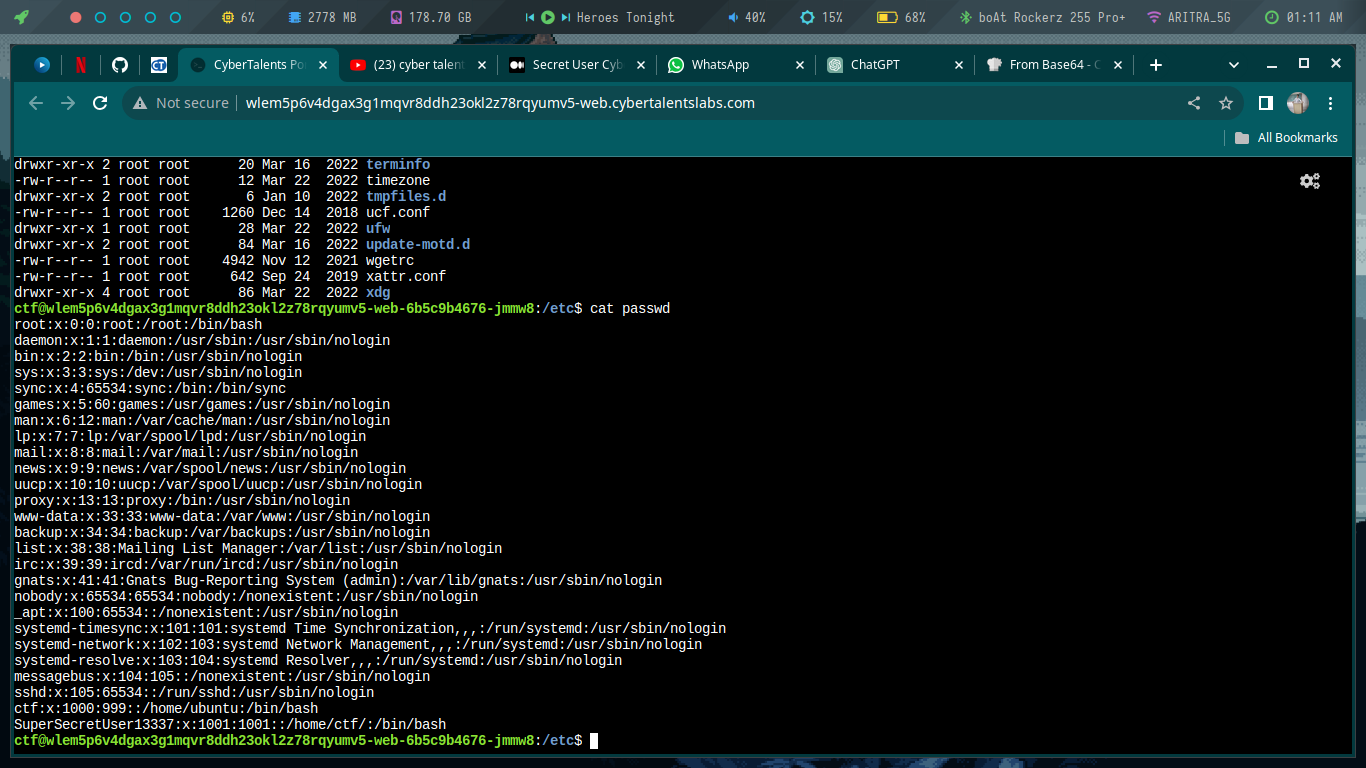 6% 2778 MB 178.70 GB Heroes Tonight 40% 15% 68% boAt Rockerz 255 Pro+ ARITRA_5G 01:11 AM
N CT CyberTalents Po (23) cyber talent Secret User Cyb WhatsApp ChatGPT From Base64 - C
Not secure wlem5p6v4dgax3g1mqvr8ddh23okl2z78rqyumv5-web.cybertalentslabs.com
All Bookmarks
drwxr-xr-x 2 root root 20 Mar 16 2022 terminfo
-rw-r--r-- 1 root root 12 Mar 22 2022 timezone
drwxr-xr-x 2 root root 6 Jan 10 2022 tmpfiles.d
-rw-r--r-- 1 root root 1260 Dec 14 2018 ucf.conf
drwxr-xr-x 1 root root 28 Mar 22 2022 ufw
drwxr-xr-x 2 root root 84 Mar 16 2022 update-motd.d
-rw-r--r-- 1 root root 4942 Nov 12 2021 wgetrc
-rw-r--r-- 1 root root 642 Sep 24 2019 xattr.conf
drwxr-xr-x 4 root root 86 Mar 22 2022 xdg
ctf@wlem5p6v4dgax3g1mqvr8ddh23okl2z78rqyumv5-web-6b5c9b4676-jmmw8:/etc$ cat passwd
root:x:0:0:root:/root:/bin/bash
daemon:x:1:1:daemon:/usr/sbin:/usr/sbin/nologin
bin:x:2:2:bin:/bin:/usr/sbin/nologin
sys:x:3:3:sys:/dev:/usr/sbin/nologin
sync:x:4:65534:sync:/bin:/bin/sync
games:x:5:60:games:/usr/games:/usr/sbin/nologin
man:x:6:12:man:/var/cache/man:/usr/sbin/nologin
lp:x:7:7:lp:/var/spool/lpd:/usr/sbin/nologin
mail:x:8:8:mail:/var/mail:/usr/sbin/nologin
news:x:9:9:news:/var/spool/news:/usr/sbin/nologin
uucp:x:10:10:uucp:/var/spool/uucp:/usr/sbin/nologin
proxy:x:13:13:proxy:/bin:/usr/sbin/nologin
www-data:x:33:33:www-data:/var/www:/usr/sbin/nologin
backup:x:34:34:backup:/var/backups:/usr/sbin/nologin
list:x:38:38:Mailing List Manager:/var/list:/usr/sbin/nologin
irc:x:39:39:ircd:/var/run/ircd:/usr/sbin/nologin
gnats:x:41:41:Gnats Bug-Reporting System (admin):/var/lib/gnats:/usr/sbin/nologin
nobody:x:65534:65534:nobody:/nonexistent:/usr/sbin/nologin
_apt:x:100:65534::/nonexistent:/usr/sbin/nologin
systemd-timesync:x:101:101:systemd Time Synchronization,,,:/run/systemd:/usr/sbin/nologin
systemd-network:x:102:103:systemd Network Management,,,:/run/systemd:/usr/sbin/nologin
systemd-resolve:x:103:104:systemd Resolver,,,:/run/systemd:/usr/sbin/nologin
messagebus:x:104:105::/nonexistent:/usr/sbin/nologin
sshd:x:105:65534::/run/sshd:/usr/sbin/nologin
ctf:x:1000:999::/home/ubuntu:/bin/bash
SuperSecretUser13337:x:1001:1001::/home/ctf/:/bin/bash
ctf@wlem5p6v4dgax3g1mqvr8ddh23okl2z78rqyumv5-web-6b5c9b4676-jmmw8:/etc$